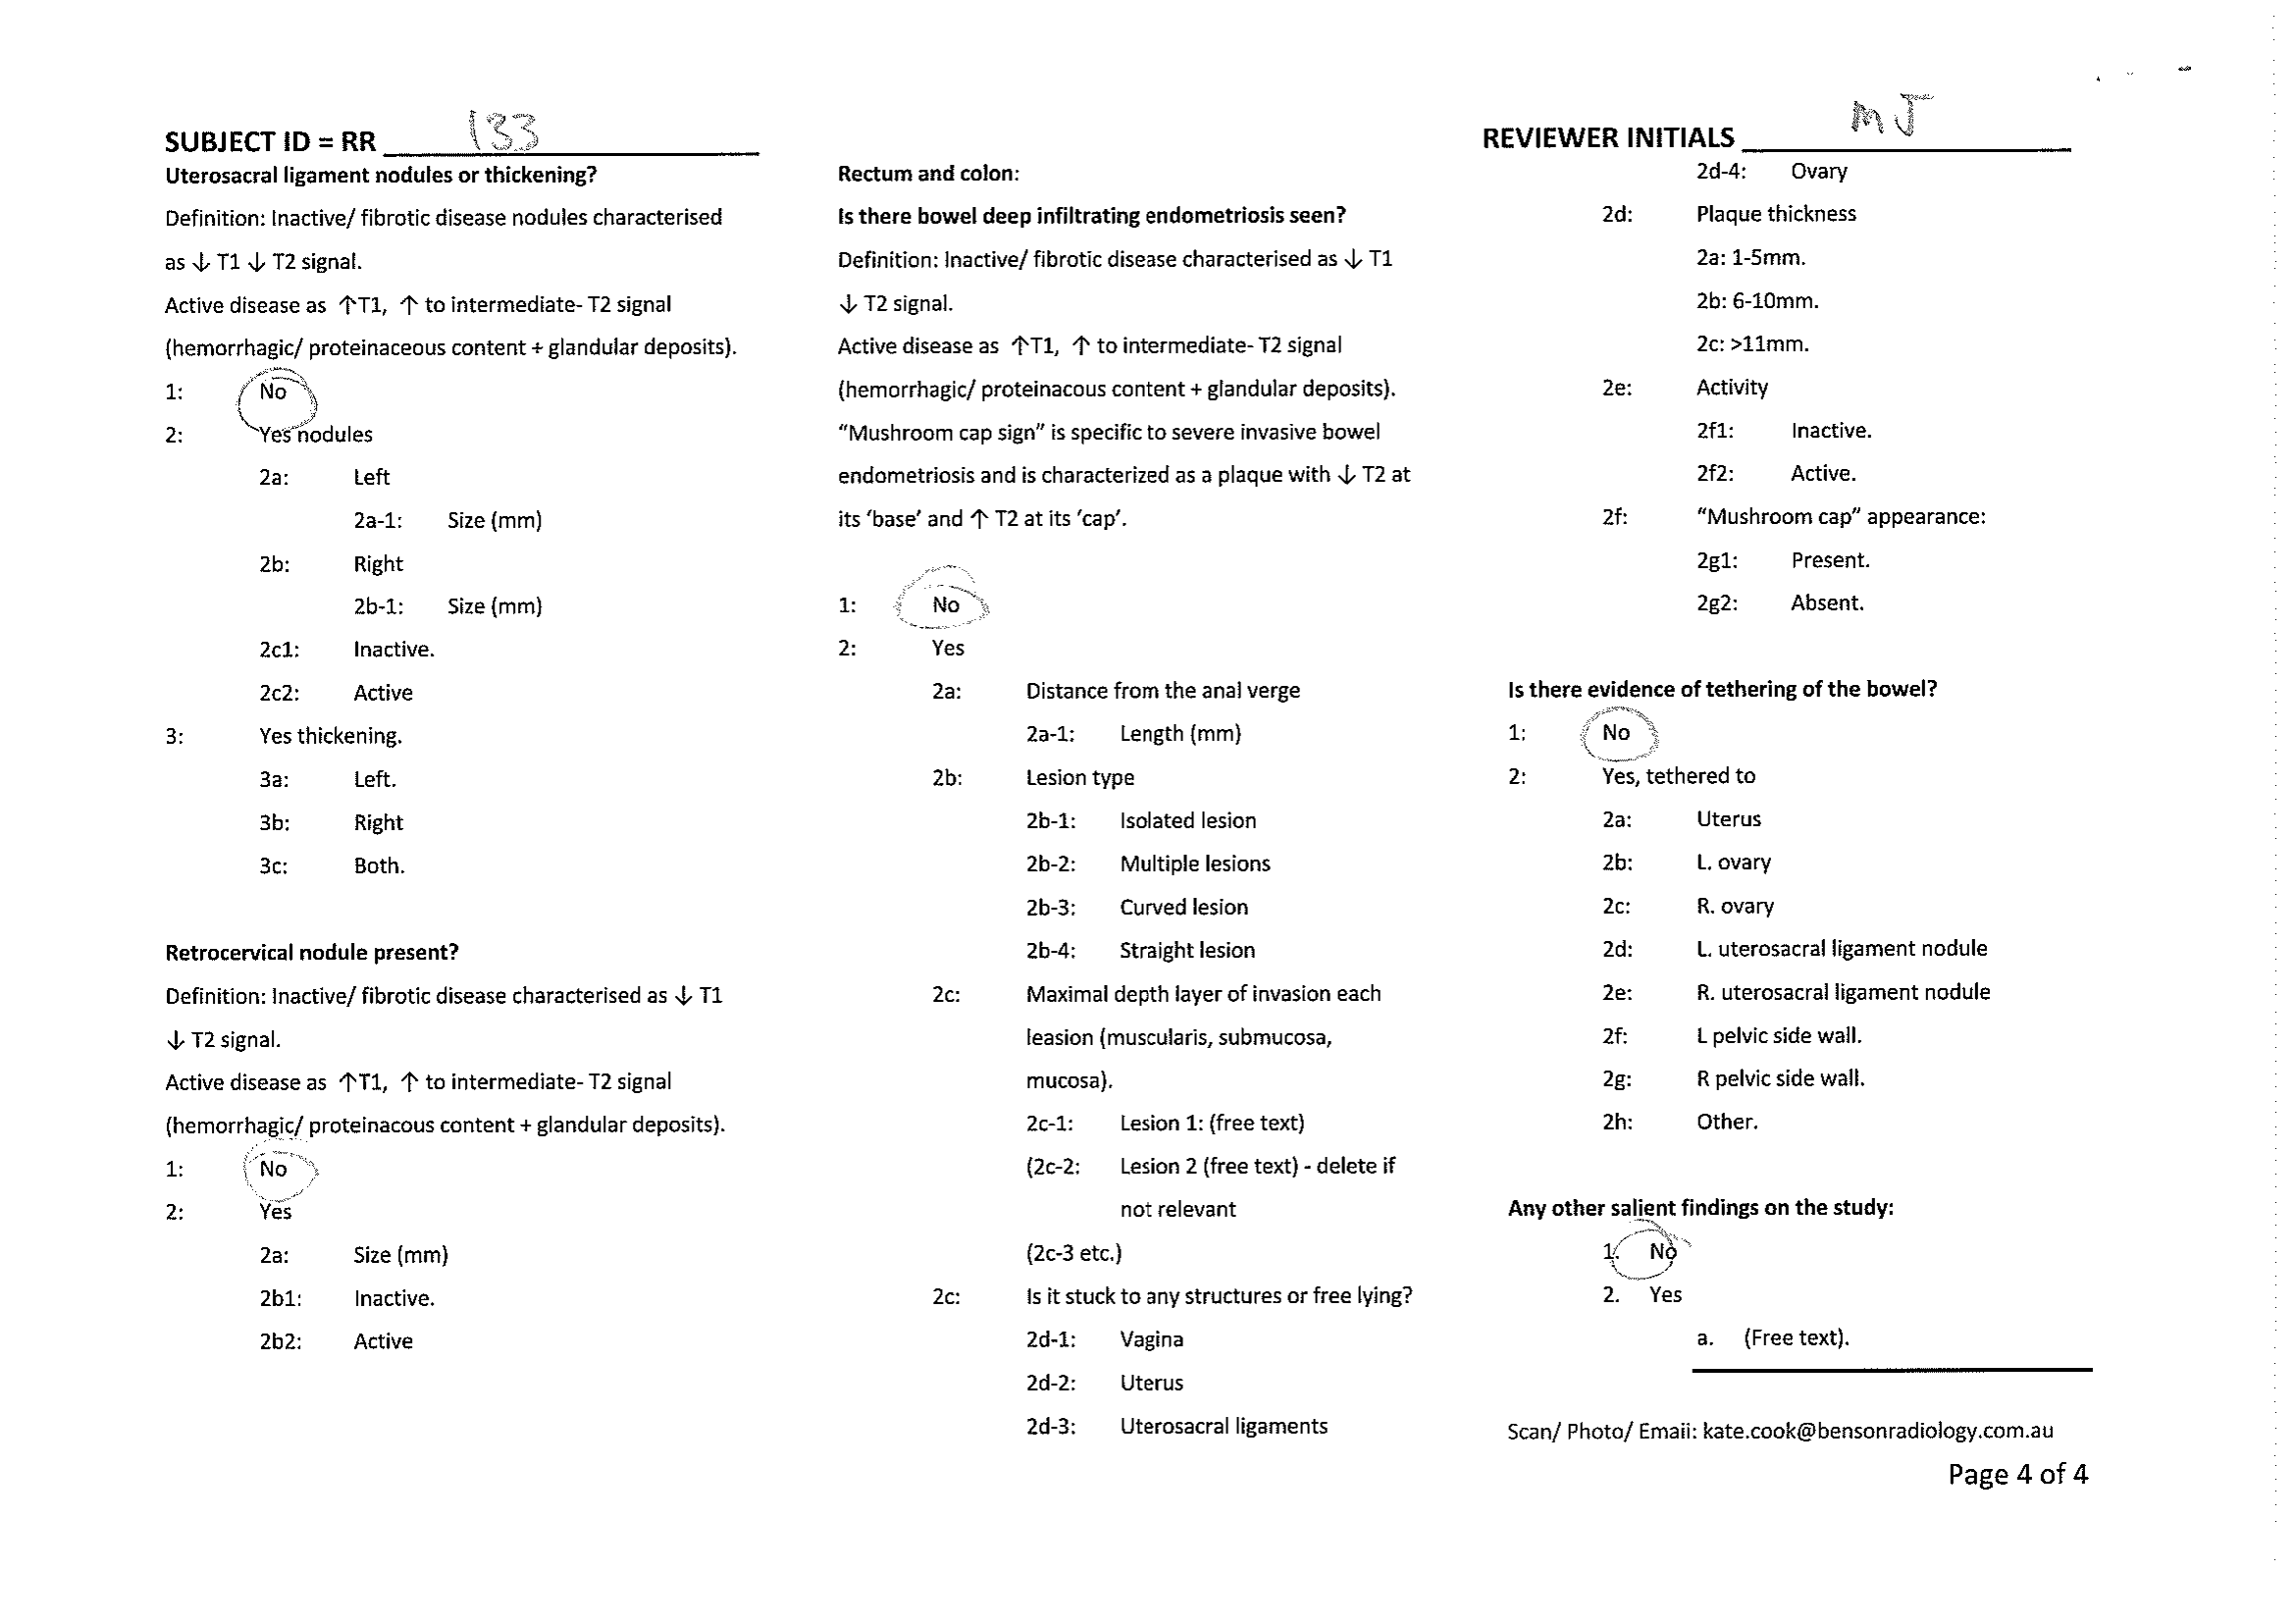 SUBJECT ID = RR 133
Uterosacral ligament nodules or thickening?
Definition: Inactive/ fibrotic disease nodules characterised
as ↓ T1 ↓ T2 signal.
Active disease as ↑T1, ↑ to intermediate- T2 signal
(hemorrhagic/ proteinaceous content + glandular deposits).
1: No
2: Yes nodules
2a: Left
2a-1: Size (mm)
2b: Right
2b-1: Size (mm)
2c1: Inactive.
2c2: Active
3: Yes thickening.
3a: Left.
3b: Right
3c: Both.
Retrocervical nodule present?
Definition: Inactive/ fibrotic disease characterised as ↓ T1
↓ T2 signal.
Active disease as ↑T1, ↑ to intermediate- T2 signal
(hemorrhagic/ proteinacous content + glandular deposits).
1: No
2: Yes
2a: Size (mm)
2b1: Inactive.
2b2: Active
Rectum and colon:
Is there bowel deep infiltrating endometriosis seen?
Definition: Inactive/ fibrotic disease characterised as ↓ T1
↓ T2 signal.
Active disease as ↑T1, ↑ to intermediate- T2 signal
(hemorrhagic/ proteinacous content + glandular deposits).
“Mushroom cap sign” is specific to severe invasive bowel
endometriosis and is characterized as a plaque with ↓ T2 at
its ‘base’ and ↑ T2 at its ‘cap’.
1: No
2: Yes
2a: Distance from the anal verge
2a-1: Length (mm)
2b: Lesion type
2b-1: Isolated lesion
2b-2: Multiple lesions
2b-3: Curved lesion
2b-4: Straight lesion
2c: Maximal depth layer of invasion each
leasion (muscularis, submucosa,
mucosa).
2c-1: Lesion 1: (free text)
(2c-2: Lesion 2 (free text) - delete if
not relevant
(2c-3 etc.)
2c: Is it stuck to any structures or free lying?
2d-1: Vagina
2d-2: Uterus
2d-3: Uterosacral ligaments
REVIEWER INITIALS MJ
2d-4: Ovary
2d: Plaque thickness
2a: 1-5mm.
2b: 6-10mm.
2c: >11mm.
2e: Activity
2f1: Inactive.
2f2: Active.
2f: “Mushroom cap” appearance:
2g1: Present.
2g2: Absent.
Is there evidence of tethering of the bowel?
1: No
2: Yes, tethered to
2a: Uterus
2b: L. ovary
2c: R. ovary
2d: L. uterosacral ligament nodule
2e: R. uterosacral ligament nodule
2f: L pelvic side wall.
2g: R pelvic side wall.
2h: Other.
Any other salient findings on the study:
1. No
2. Yes
a. (Free text).
Scan/ Photo/ Email: kate.cook@bensonradiology.com.au
Page 4 of 4